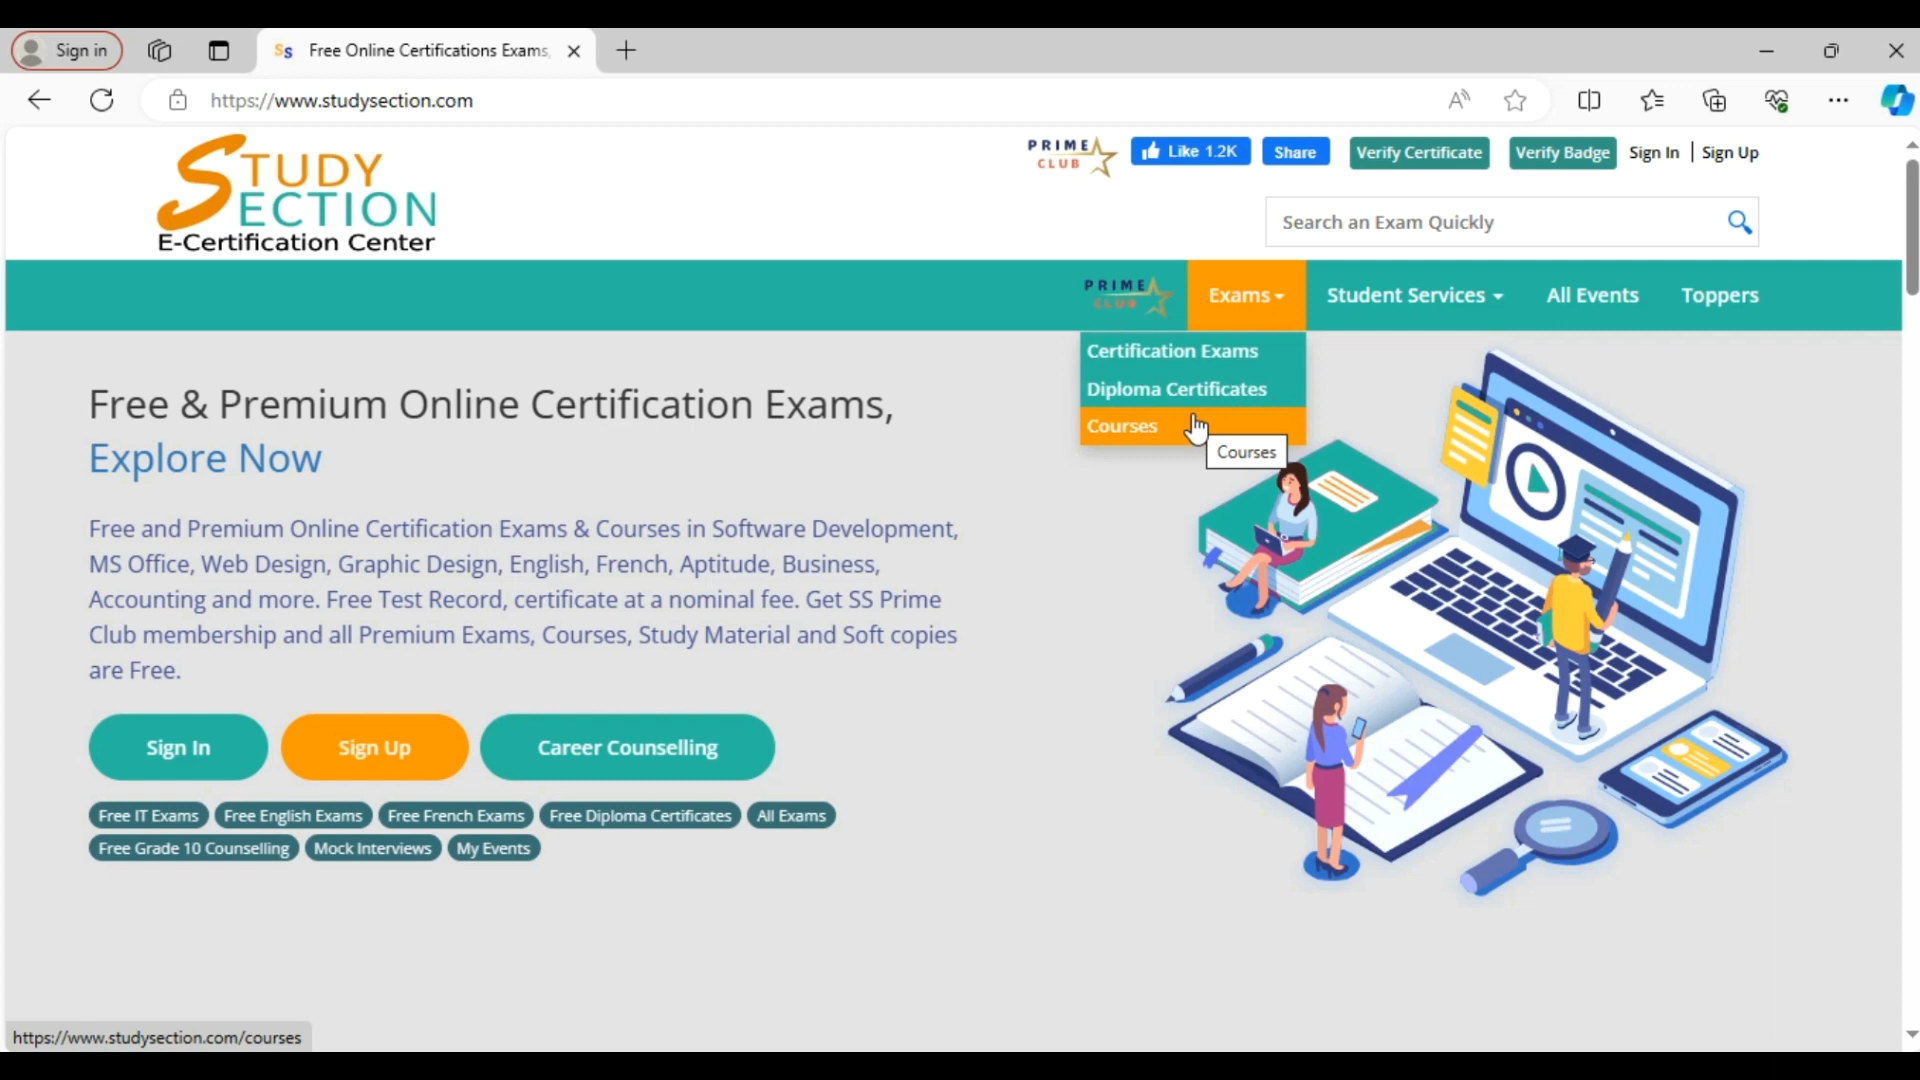 Sign in
Ss Free Online Certifications Exams,
https://www.studysection.com
STUDY
SECTION
E-Certification Center
PRIME
CLUB
Like 1.2K
Share
Verify Certificate
Verify Badge
Sign In | Sign Up
Search an Exam Quickly
PRIME
CLUB
Exams
Student Services
All Events
Toppers
Certification Exams
Diploma Certificates
Courses
Courses
Free & Premium Online Certification Exams,
Explore Now
Free and Premium Online Certification Exams & Courses in Software Development,
MS Office, Web Design, Graphic Design, English, French, Aptitude, Business,
Accounting and more. Free Test Record, certificate at a nominal fee. Get SS Prime
Club membership and all Premium Exams, Courses, Study Material and Soft copies
are Free.
Sign In
Sign Up
Career Counselling
Free IT Exams
Free English Exams
Free French Exams
Free Diploma Certificates
All Exams
Free Grade 10 Counselling
Mock Interviews
My Events
https://www.studysection.com/courses